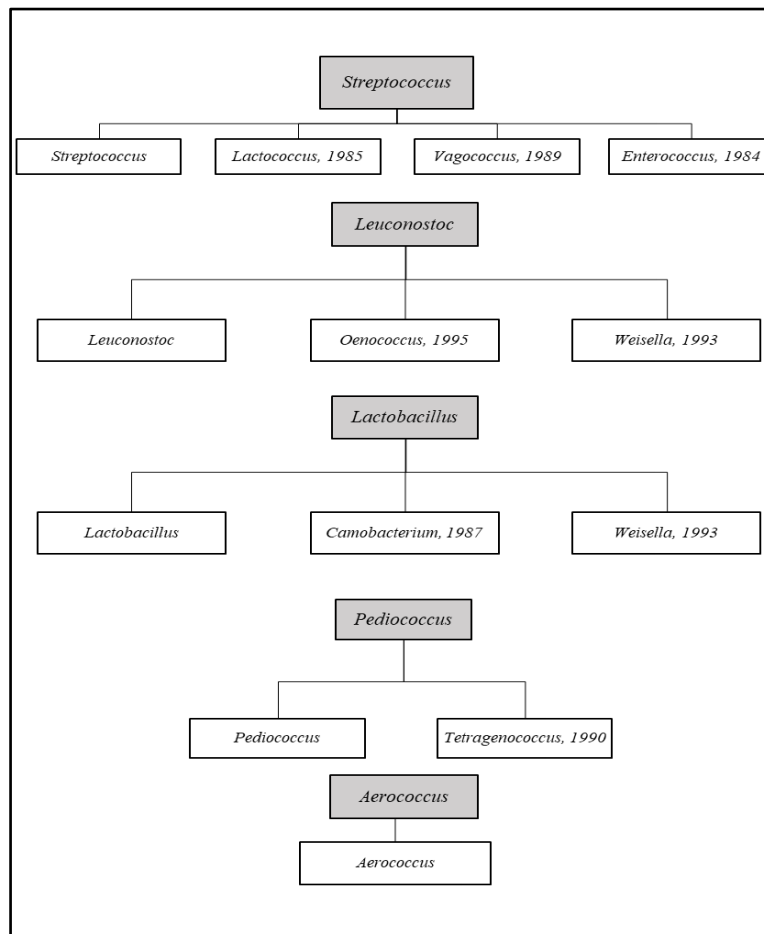 Streptococcus
Streptococcus
Lactococcus, 1985
Vagococcus, 1989
Enterococcus, 1984
Leuconostoc
Leuconostoc
Oenococcus, 1995
Weisella, 1993
Lactobacillus
Lactobacillus
Camobacterium, 1987
Weisella, 1993
Pediococcus
Pediococcus
Tetragenococcus, 1990
Aerococcus
Aerococcus